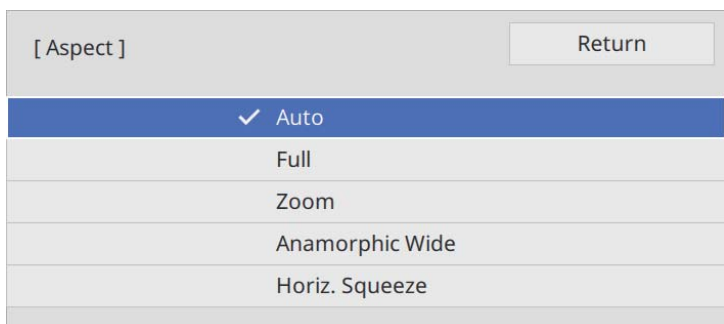 [ Aspect ]
Return
Auto
Full
Zoom
Anamorphic Wide
Horiz. Squeeze